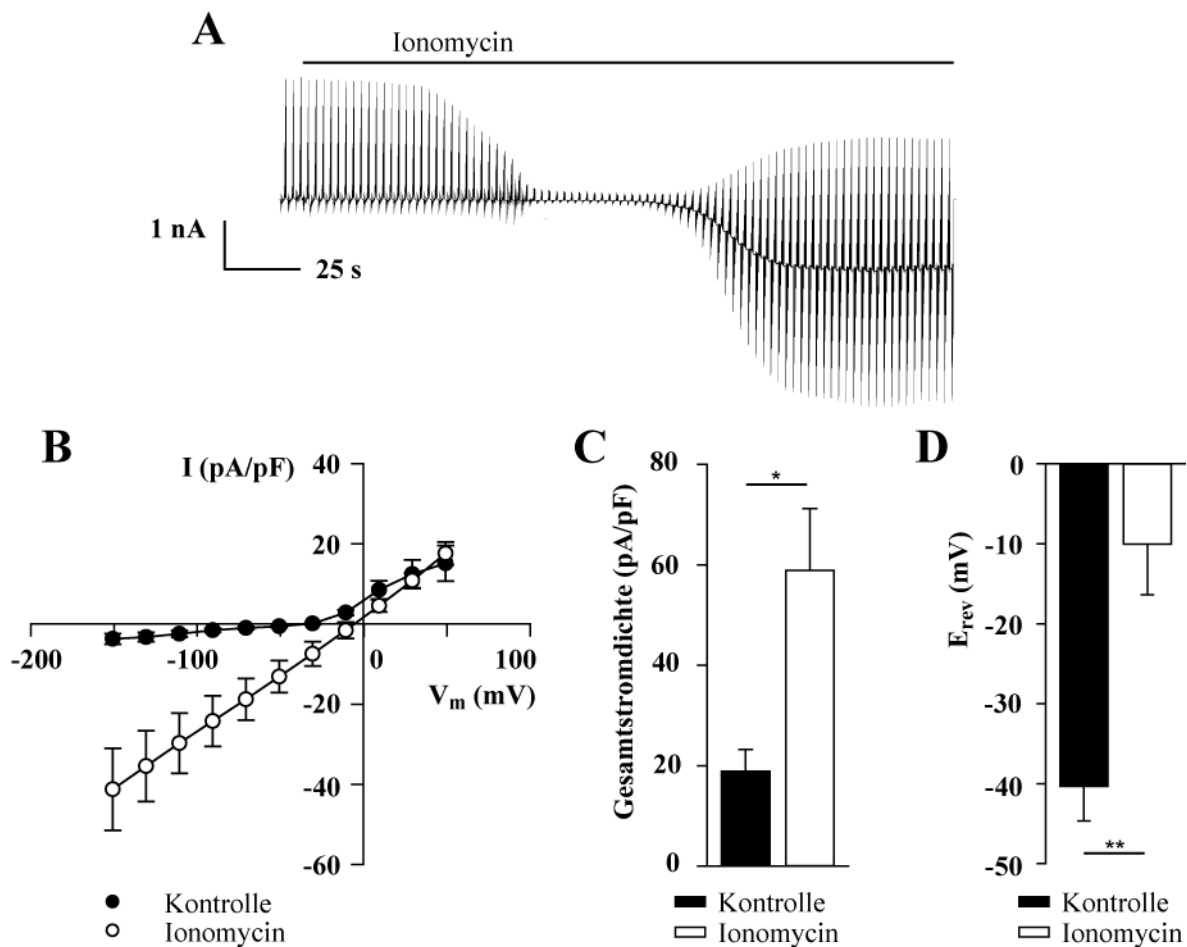 A
Ionomycin
1 nA
25 s
B
I (pA/pF)
40
20
-200
-100
0
100
V_m (mV)
-20
-40
-60
Kontrolle
Ionomycin
C
Gesamtstromdichte (pA/pF)
80
60
40
20
0
*
Kontrolle
Ionomycin
D
E_rev (mV)
0
-10
-20
-30
-40
-50
**
Kontrolle
Ionomycin